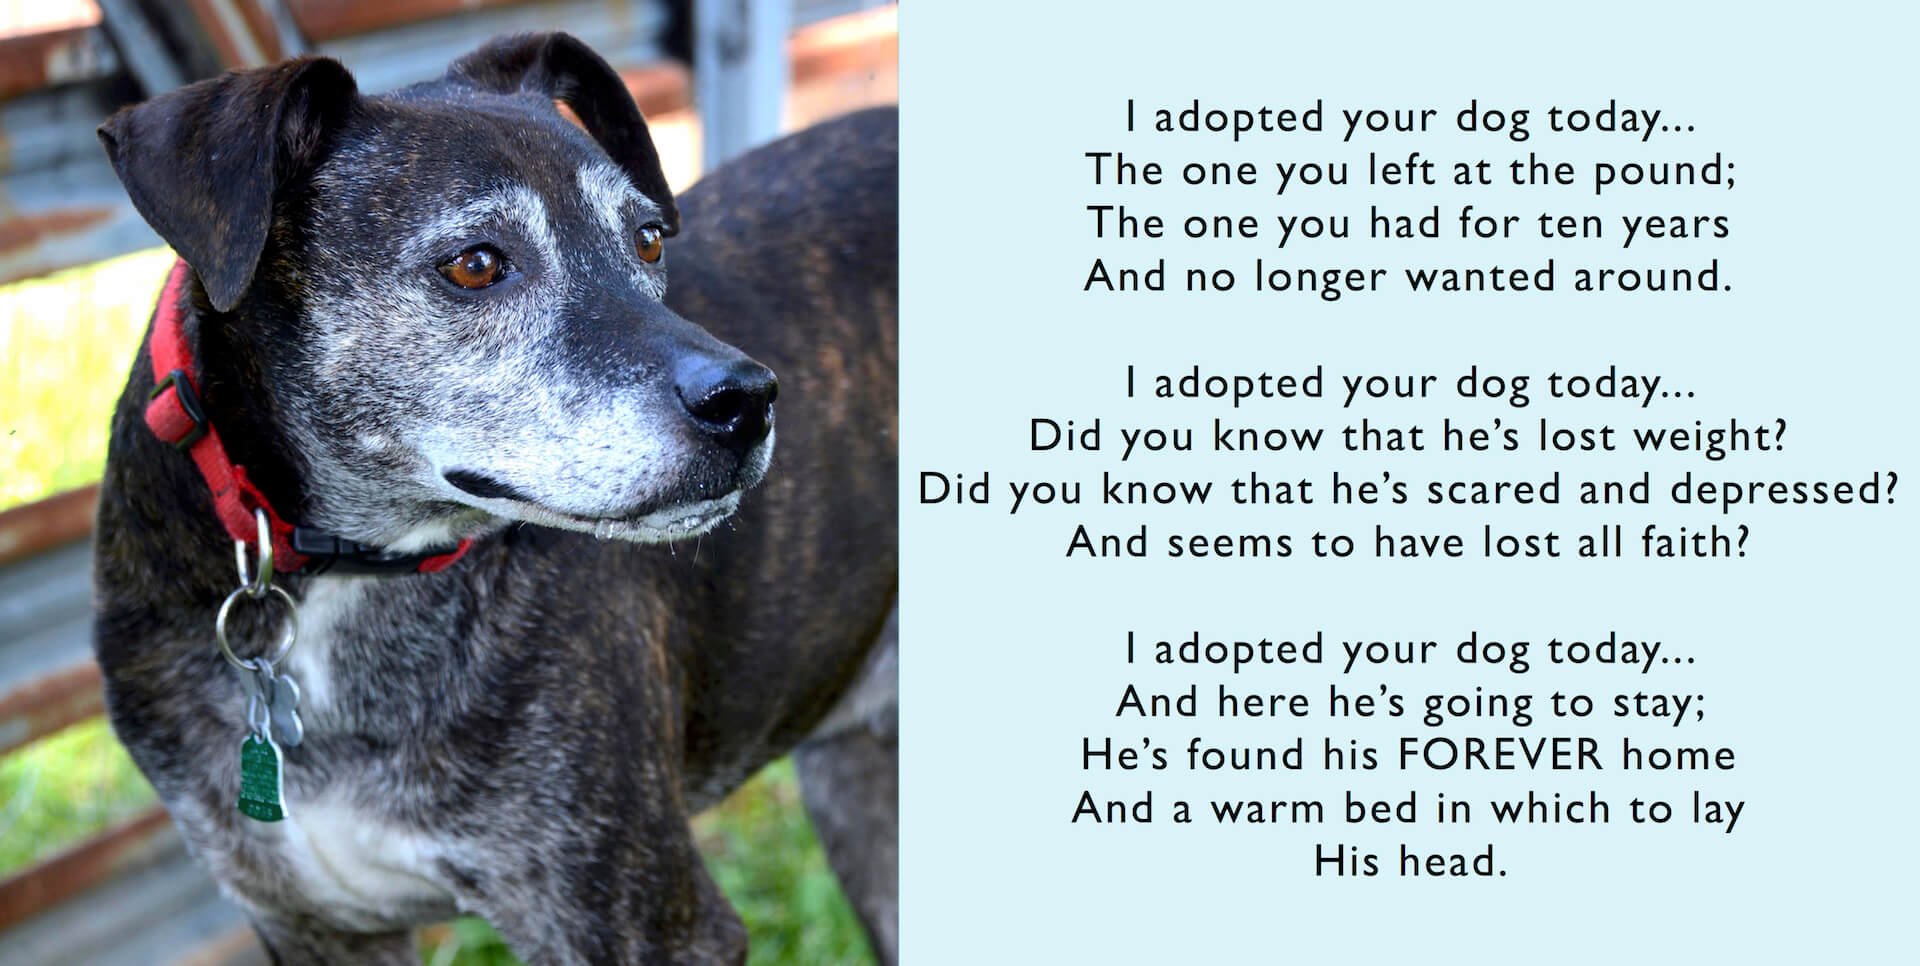 I adopted your dog today...
The one you left at the pound;
The one you had for ten years
And no longer wanted around.
I adopted your dog today...
Did you know that he’s lost weight?
Did you know that he’s scared and depressed?
And seems to have lost all faith?
I adopted your dog today...
And here he’s going to stay;
He’s found his FOREVER home
And a warm bed in which to lay
His head.